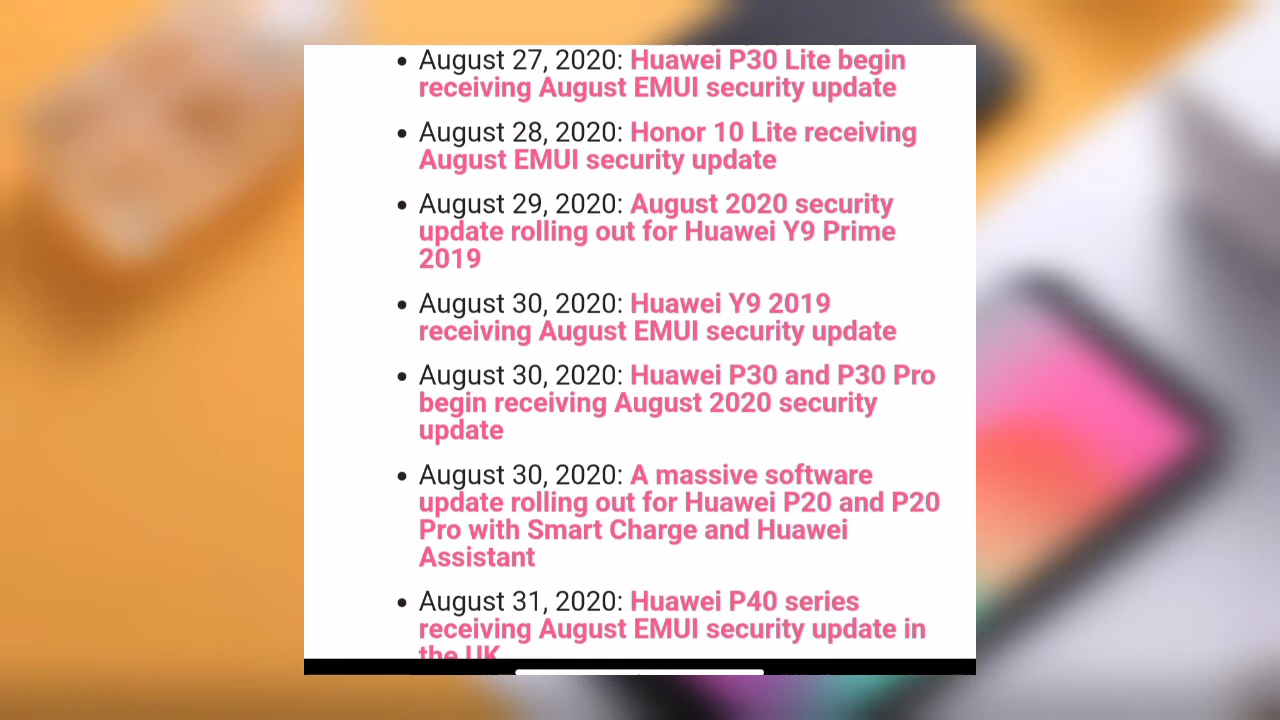 August 27, 2020: Huawei P30 Lite begin
receiving August EMUI security update
August 28, 2020: Honor 10 Lite receiving
August EMUI security update
August 29, 2020: August 2020 security
update rolling out for Huawei Y9 Prime
2019
August 30, 2020: Huawei Y9 2019
receiving August EMUI security update
August 30, 2020: Huawei P30 and P30 Pro
begin receiving August 2020 security
update
August 30, 2020: A massive software
update rolling out for Huawei P20 and P20
Pro with Smart Charge and Huawei
Assistant
August 31, 2020: Huawei P40 series
receiving August EMUI security update in
the UK